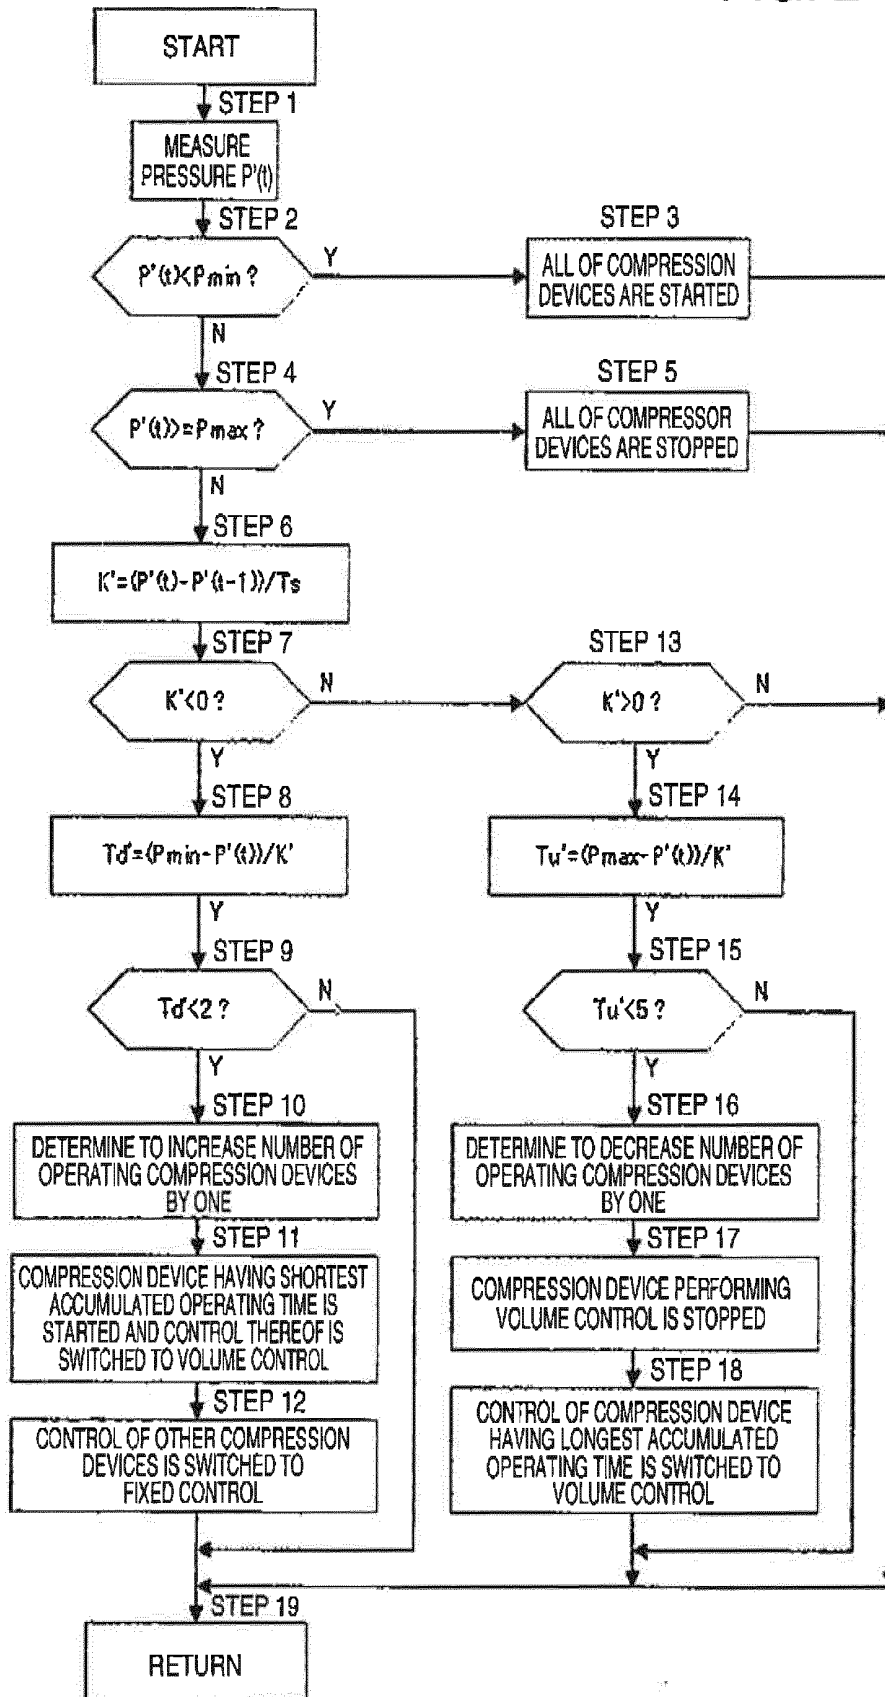 START
STEP 1
MEASURE
PRESSURE P'(t)
STEP 2
P'(t)<Pmin ?
Y
N
STEP 3
ALL OF COMPRESSION
DEVICES ARE STARTED
STEP 4
P'(t)>=Pmax ?
Y
N
STEP 5
ALL OF COMPRESSOR
DEVICES ARE STOPPED
STEP 6
K'=(P'(t)-P'(t-1))/Ts
STEP 7
K'<0 ?
N
Y
STEP 13
K'>0 ?
N
Y
STEP 8
Td'=(Pmin-P'(t))/K'
Y
STEP 14
Tu'=(Pmax-P'(t))/K'
Y
STEP 9
Td'<2 ?
N
Y
STEP 15
Tu'<5 ?
N
Y
STEP 10
DETERMINE TO INCREASE NUMBER OF
OPERATING COMPRESSION DEVICES
BY ONE
STEP 16
DETERMINE TO DECREASE NUMBER OF
OPERATING COMPRESSION DEVICES
BY ONE
STEP 11
COMPRESSION DEVICE HAVING SHORTEST
ACCUMULATED OPERATING TIME IS
STARTED AND CONTROL THEREOF IS
SWITCHED TO VOLUME CONTROL
STEP 17
COMPRESSION DEVICE PERFORMING
VOLUME CONTROL IS STOPPED
STEP 12
CONTROL OF OTHER COMPRESSION
DEVICES IS SWITCHED TO
FIXED CONTROL
STEP 18
CONTROL OF COMPRESSION DEVICE
HAVING LONGEST ACCUMULATED
OPERATING TIME IS SWITCHED TO
VOLUME CONTROL
STEP 19
RETURN